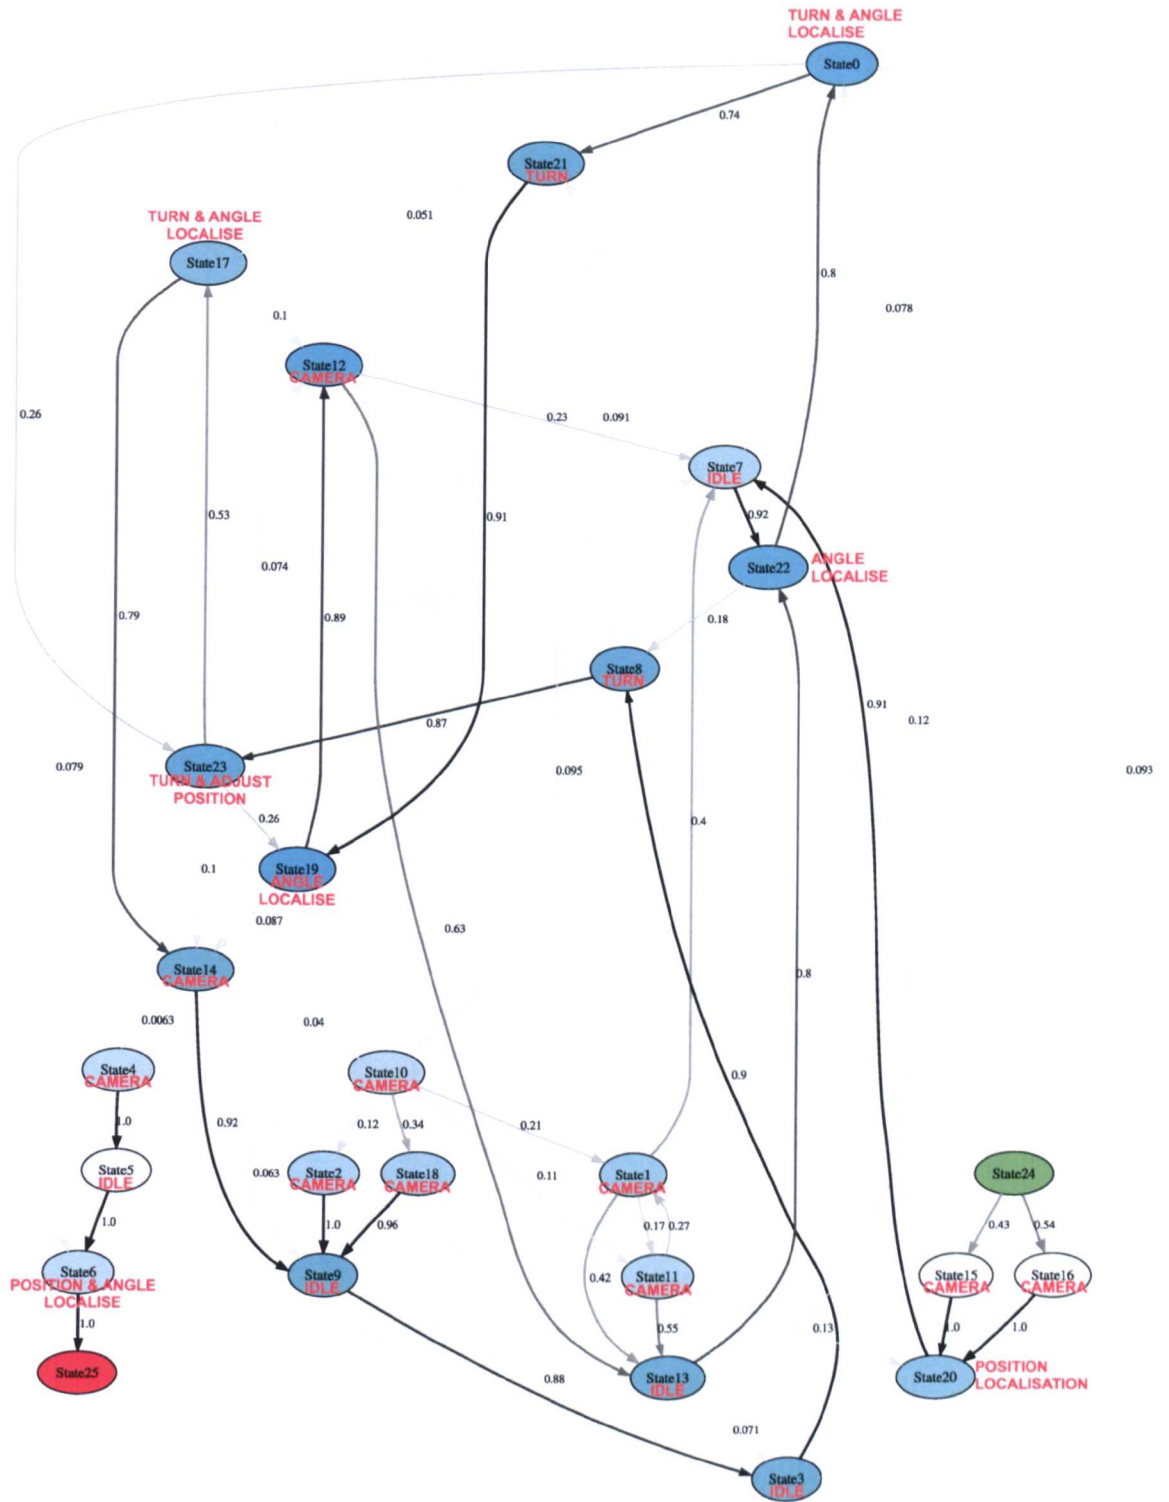 TURN & ANGLE
LOCALISE
State0
0.74
State21
TURN
0.051
TURN & ANGLE
LOCALISE
State17
0.8
0.078
0.1
State12
CAMERA
0.26
0.23
0.091
State7
IDLE
0.53
0.91
0.92
0.074
State22
ANGLE
LOCALISE
0.79
0.89
0.18
State8
TURN
0.91
0.12
0.87
State23
TURN & ADJUST
POSITION
0.079
0.095
0.093
0.26
0.4
State19
ANGLE
LOCALISE
0.1
0.087
0.63
State14
CAMERA
0.8
0.0063
0.04
State4
CAMERA
State10
CAMERA
0.9
1.0
0.92
0.12
0.34
0.21
State5
IDLE
0.063
State2
CAMERA
State18
CAMERA
0.11
State1
CAMERA
State24
1.0
1.0
0.96
0.17
0.27
0.43
0.54
State6
POSITION & ANGLE
LOCALISE
State9
IDLE
0.42
State11
CAMERA
State15
CAMERA
State16
CAMERA
1.0
0.55
0.13
1.0
1.0
State25
0.88
State13
IDLE
State20
POSITION
LOCALISATION
0.071
State3
IDLE